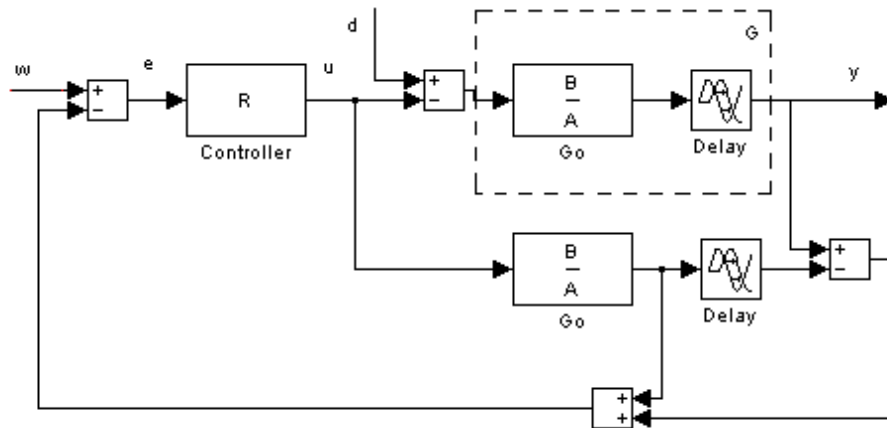 d
G
w
e
u
y
+
−
R
Controller
+
−
B
A
Go
Delay
B
A
Go
Delay
+
−
+
+